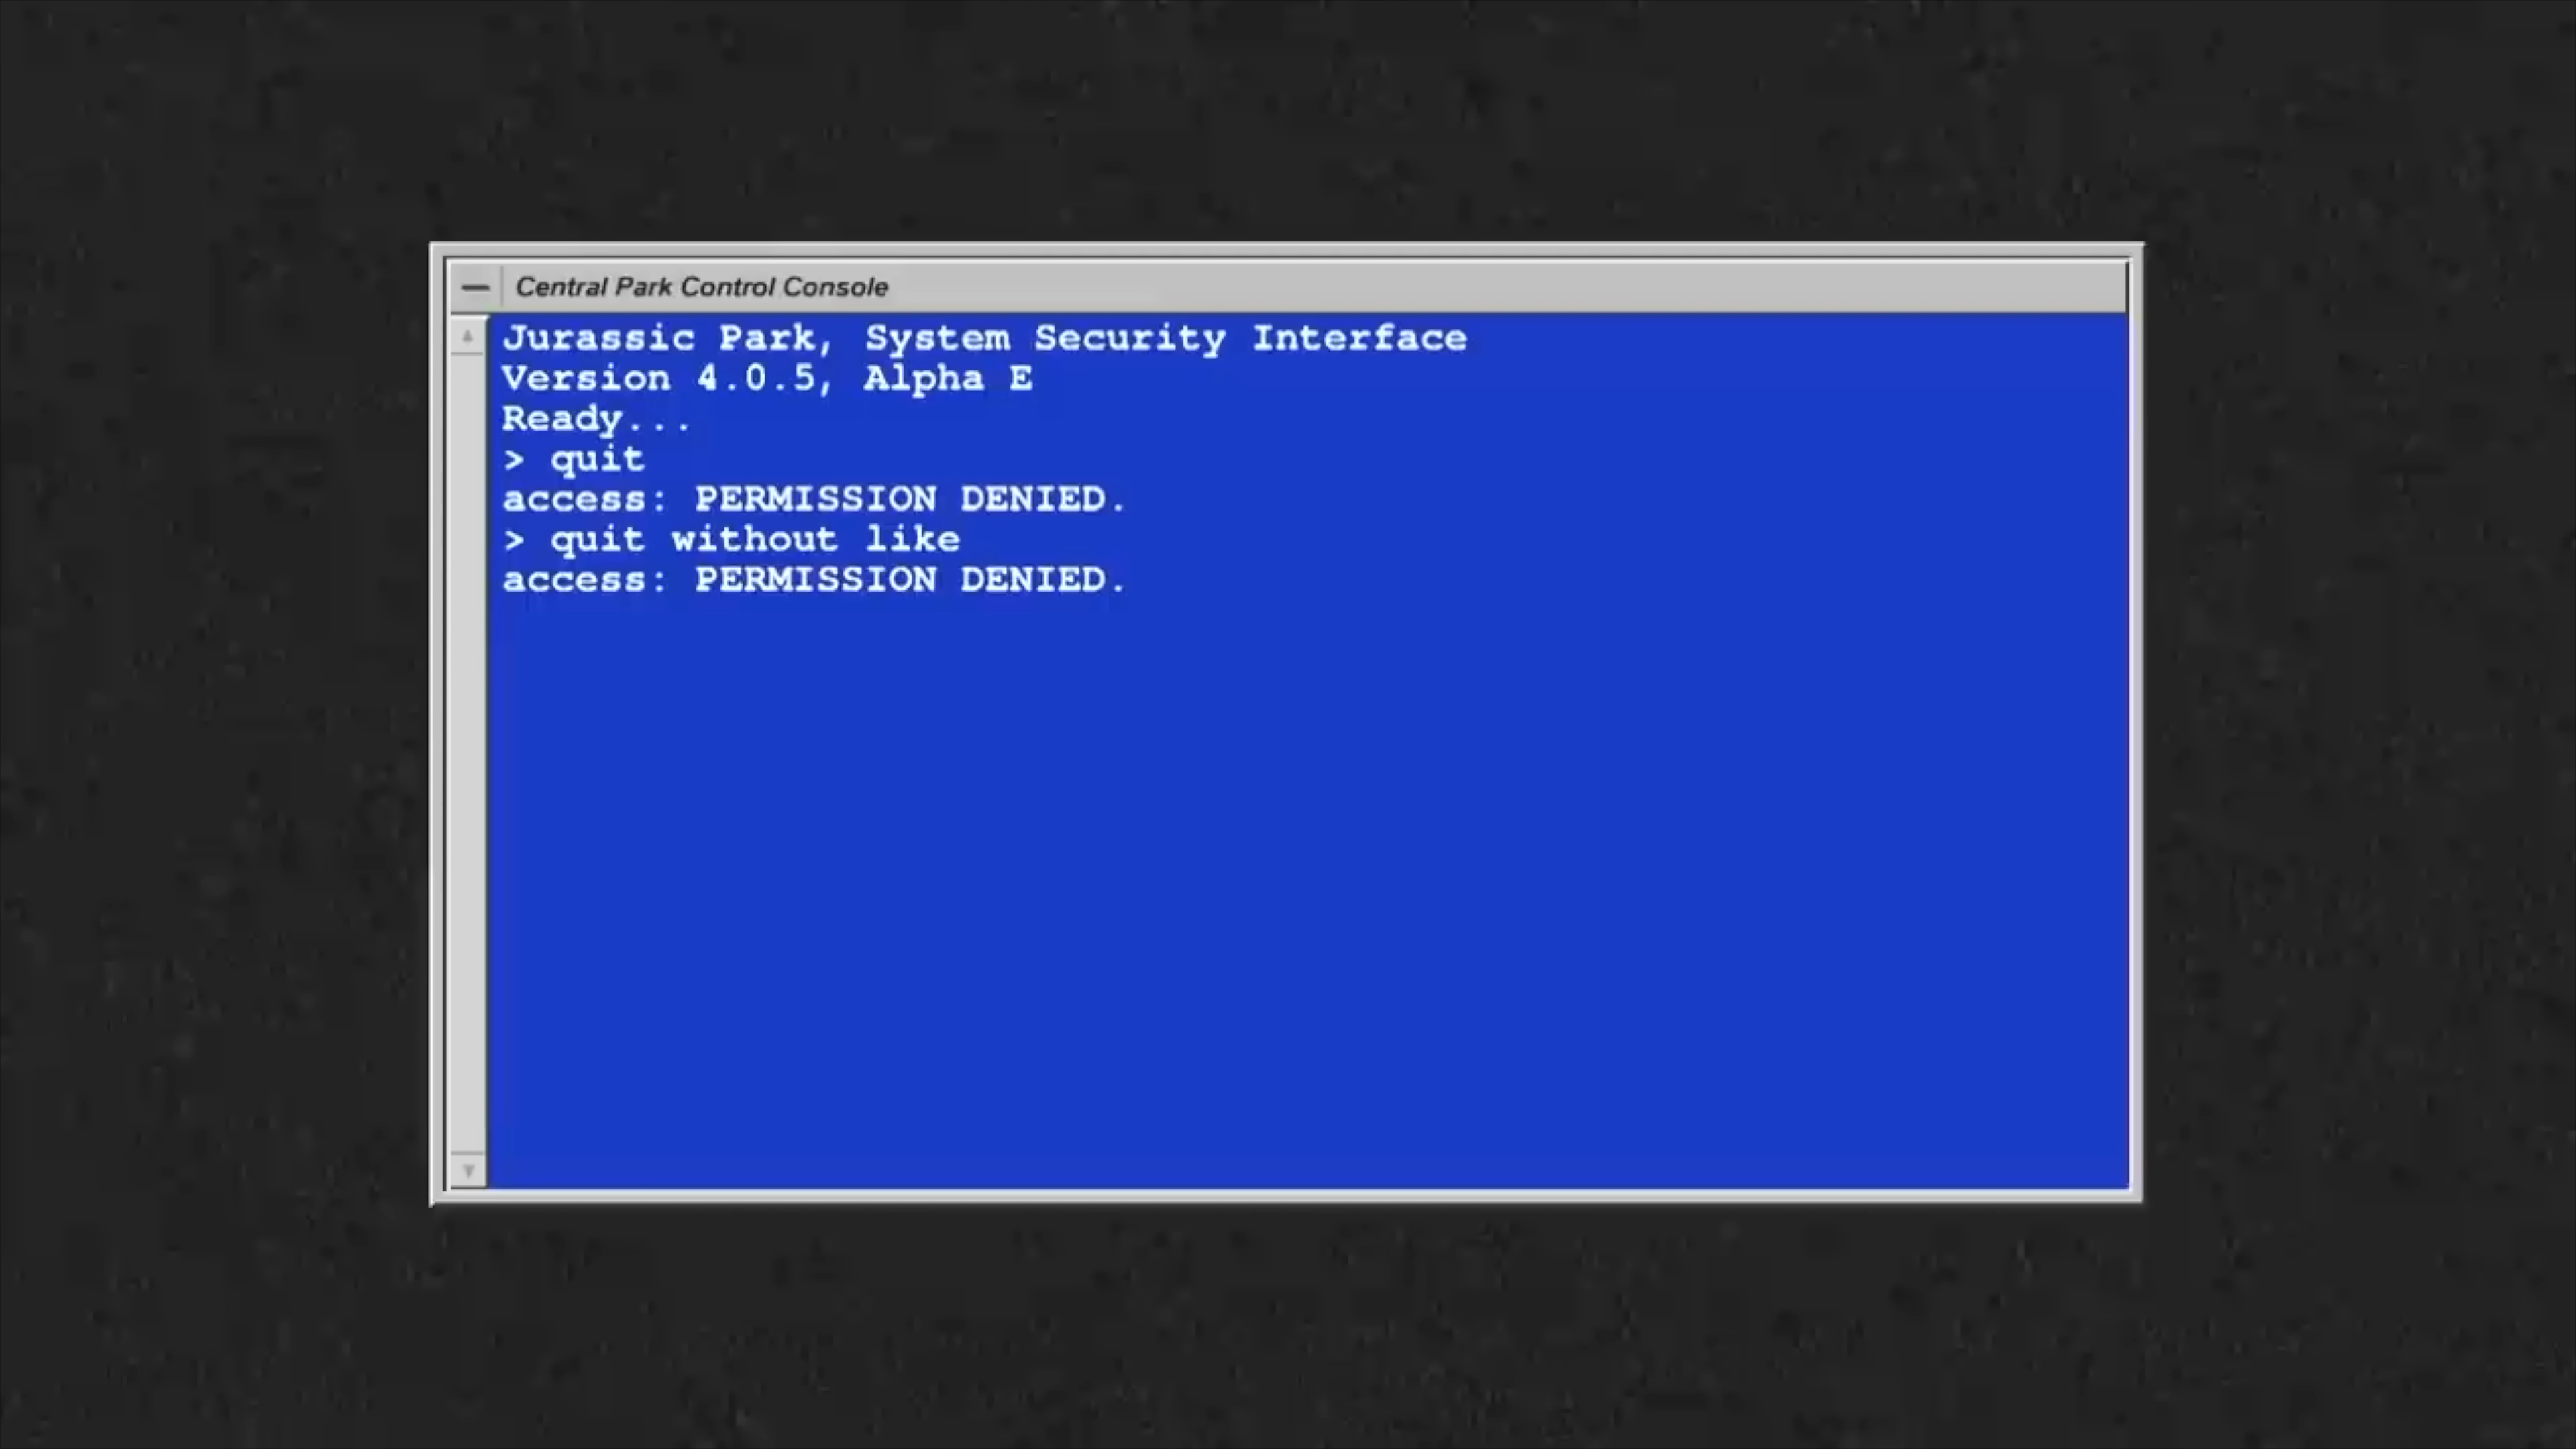 Central Park Control Console
Jurassic Park, System Security Interface
Version 4.0.5, Alpha E
Ready...
> quit
access: PERMISSION DENIED.
> quit without like
access: PERMISSION DENIED.